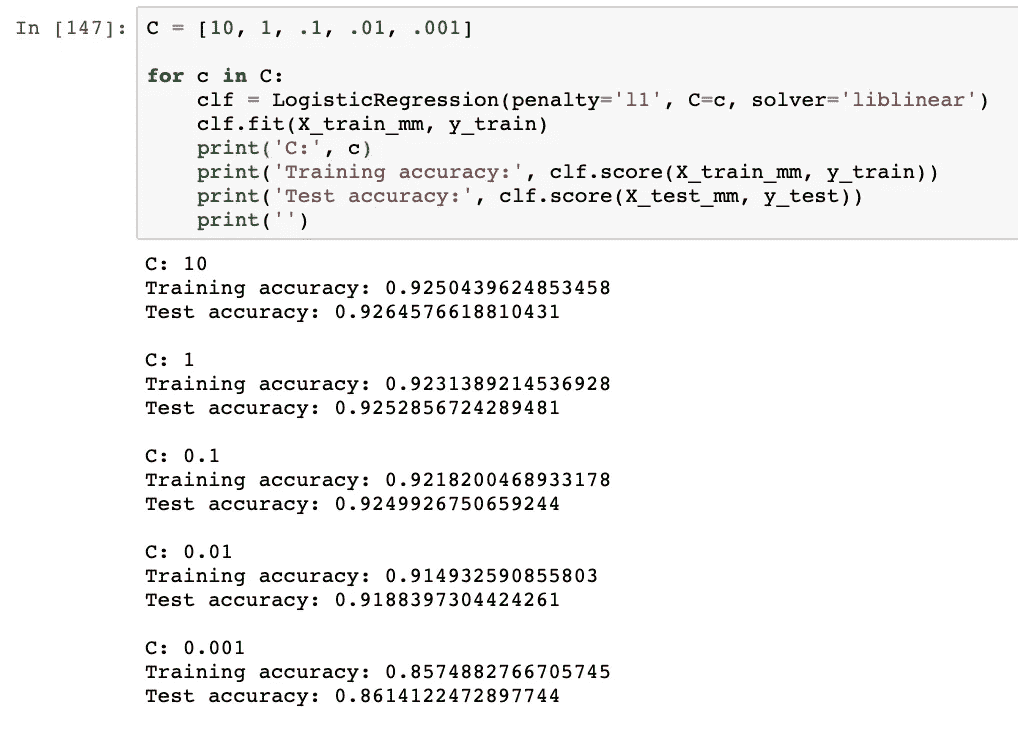 In [147]: C = [10, 1, .1, .01, .001]
for c in C:
    clf = LogisticRegression(penalty='l1', C=c, solver='liblinear')
    clf.fit(X_train_mm, y_train)
    print('C:', c)
    print('Training accuracy:', clf.score(X_train_mm, y_train))
    print('Test accuracy:', clf.score(X_test_mm, y_test))
    print('')
C: 10
Training accuracy: 0.9250439624853458
Test accuracy: 0.9264576618810431
C: 1
Training accuracy: 0.9231389214536928
Test accuracy: 0.9252856724289481
C: 0.1
Training accuracy: 0.9218200468933178
Test accuracy: 0.9249926750659244
C: 0.01
Training accuracy: 0.914932590855803
Test accuracy: 0.9188397304424261
C: 0.001
Training accuracy: 0.8574882766705745
Test accuracy: 0.8614122472897744